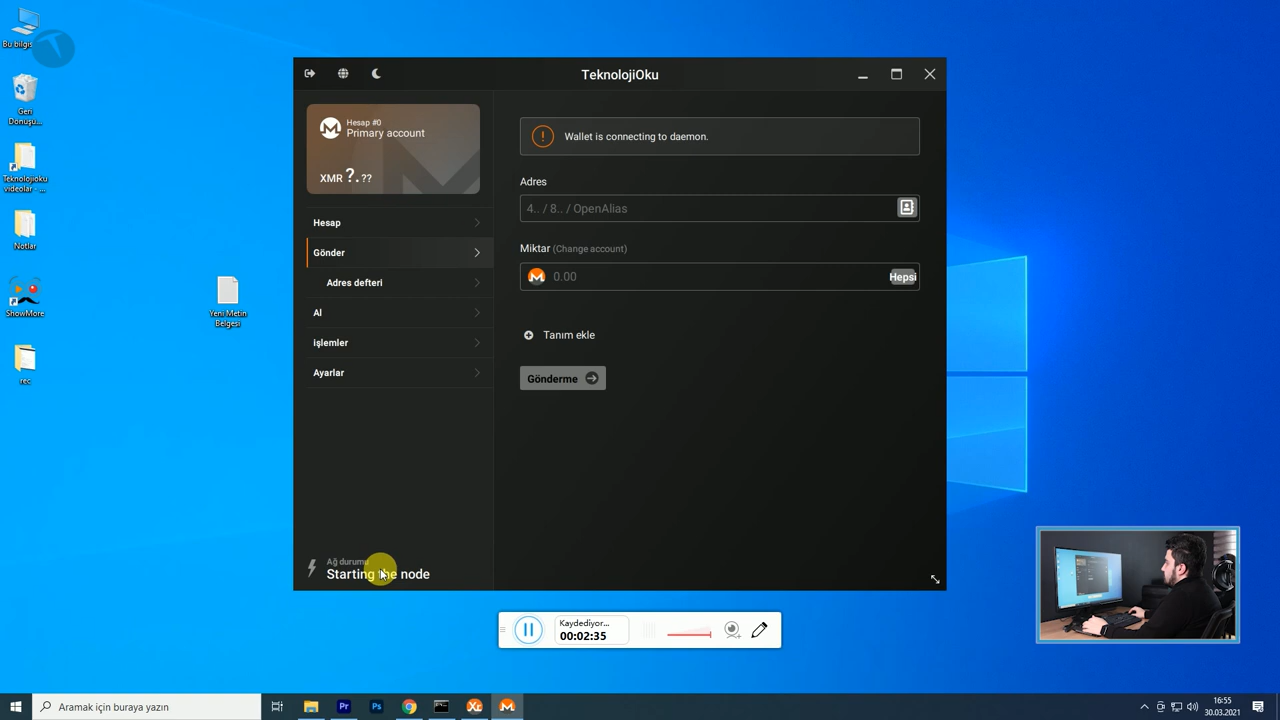 Bu bilgis
Geri
Dönüşü...
Teknolojioku
videolar - ...
Notlar
ShowMore
rec
Yeni Metin
Belgesi
TeknolojiOku
Hesap #0
Primary account
XMR ?.??
Hesap
Gönder
Adres defteri
Al
işlemler
Ayarlar
Ağ durumu
Starting the node
Wallet is connecting to daemon.
Adres
4.. / 8.. / OpenAlias
Miktar (Change account)
0.00
Hepsi
Tanım ekle
Gönderme
Kaydediyor...
00:02:35
Aramak için buraya yazın
Pr
Ps
16:55
30.03.2021